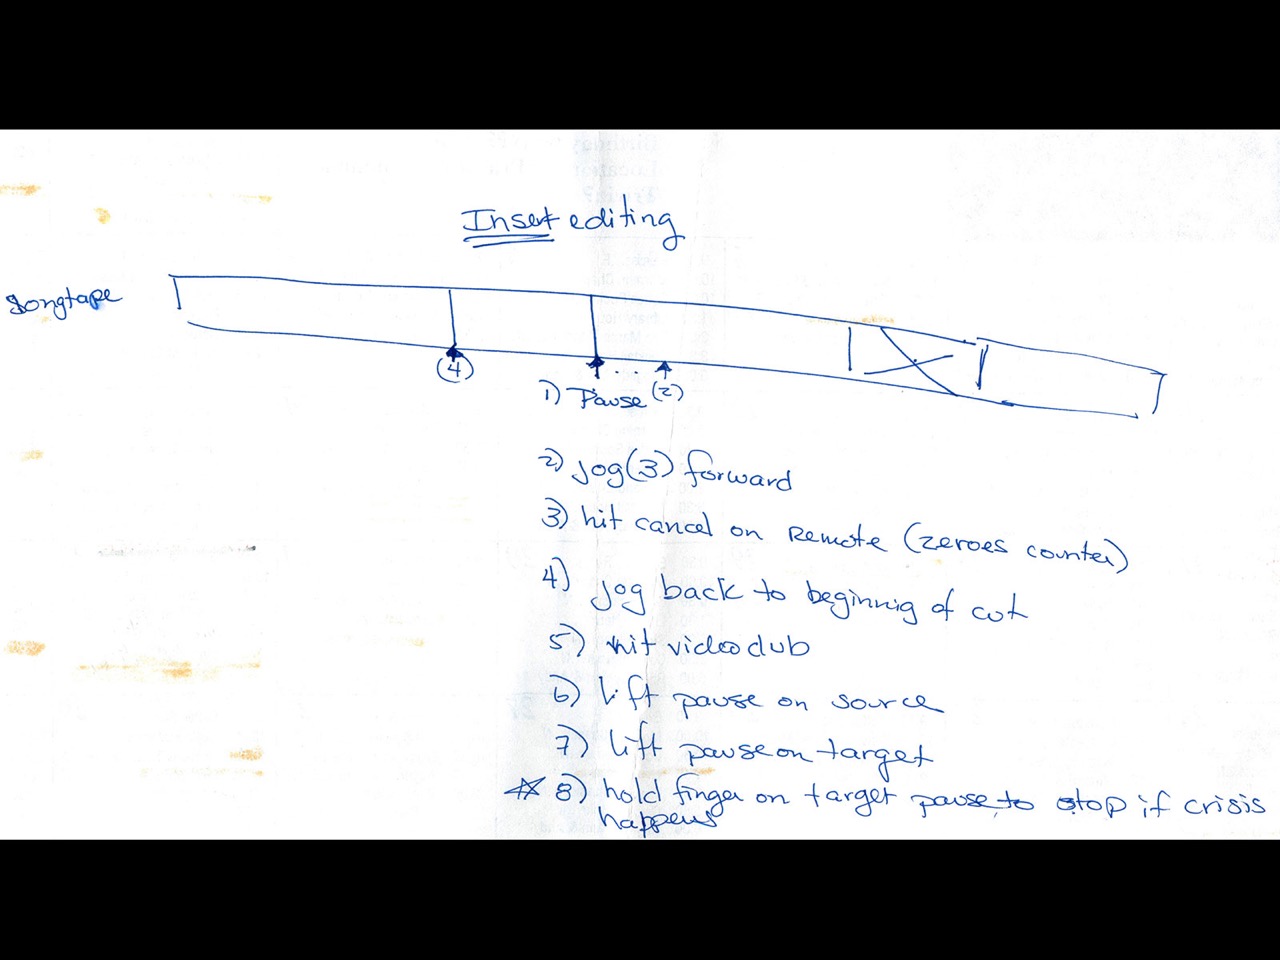 Insert editing
Songtape
(4)
1) Pause (2)
2) jog(3) forward
3) hit cancel on Remote (zeroes counter)
4) jog back to beginnig of cut
5) hit videodub
6) lift pause on source
7) lift pause on target
8) hold finger on target pause to stop if crisis
happens